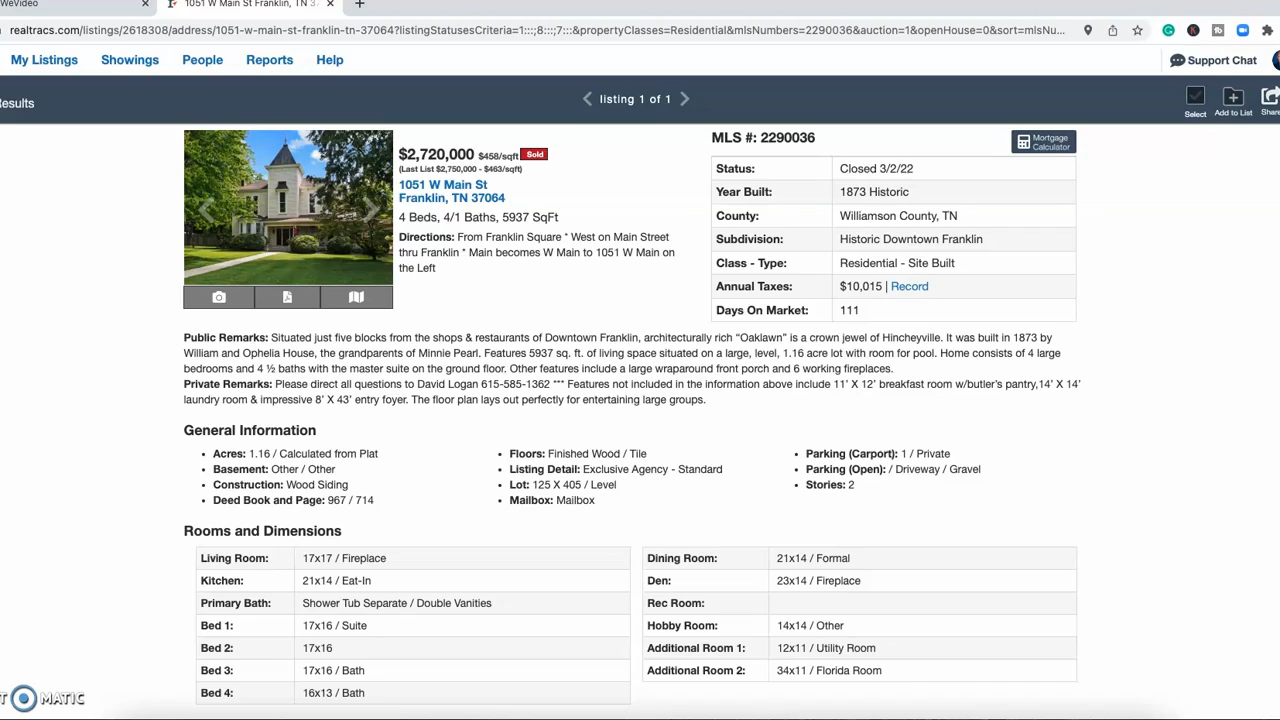 WeVideo
1051 W Main St Franklin, TN 3
realtracs.com/listings/2618308/address/1051-w-main-st-franklin-tn-37064?listingStatusesCriteria=1:::;8:::;7:::&propertyClasses=Residential&mlsNumbers=2290036&auction=1&openHouse=0&sort=mlsNu...
My Listings Showings People Reports Help Support Chat
esults listing 1 of 1 Select Add to List Share
$2,720,000 $458/sqft Sold
(Last List $2,750,000 - $463/sqft)
1051 W Main St
Franklin, TN 37064
4 Beds, 4/1 Baths, 5937 SqFt
Directions: From Franklin Square * West on Main Street
thru Franklin * Main becomes W Main to 1051 W Main on
the Left
MLS #: 2290036
Mortgage
Calculator
Status: Closed 3/2/22
Year Built: 1873 Historic
County: Williamson County, TN
Subdivision: Historic Downtown Franklin
Class - Type: Residential - Site Built
Annual Taxes: $10,015 | Record
Days On Market: 111
Public Remarks: Situated just five blocks from the shops & restaurants of Downtown Franklin, architecturally rich “Oaklawn” is a crown jewel of Hincheyville. It was built in 1873 by
William and Ophelia House, the grandparents of Minnie Pearl. Features 5937 sq. ft. of living space situated on a large, level, 1.16 acre lot with room for pool. Home consists of 4 large
bedrooms and 4 ½ baths with the master suite on the ground floor. Other features include a large wraparound front porch and 6 working fireplaces.
Private Remarks: Please direct all questions to David Logan 615-585-1362 *** Features not included in the information above include 11’ X 12’ breakfast room w/butler’s pantry,14’ X 14’
laundry room & impressive 8’ X 43’ entry foyer. The floor plan lays out perfectly for entertaining large groups.
General Information
Acres: 1.16 / Calculated from Plat
Basement: Other / Other
Construction: Wood Siding
Deed Book and Page: 967 / 714
Floors: Finished Wood / Tile
Listing Detail: Exclusive Agency - Standard
Lot: 125 X 405 / Level
Mailbox: Mailbox
Parking (Carport): 1 / Private
Parking (Open): / Driveway / Gravel
Stories: 2
Rooms and Dimensions
Living Room: 17x17 / Fireplace
Kitchen: 21x14 / Eat-In
Primary Bath: Shower Tub Separate / Double Vanities
Bed 1: 17x16 / Suite
Bed 2: 17x16
Bed 3: 17x16 / Bath
Bed 4: 16x13 / Bath
Dining Room: 21x14 / Formal
Den: 23x14 / Fireplace
Rec Room:
Hobby Room: 14x14 / Other
Additional Room 1: 12x11 / Utility Room
Additional Room 2: 34x11 / Florida Room
T MATIC